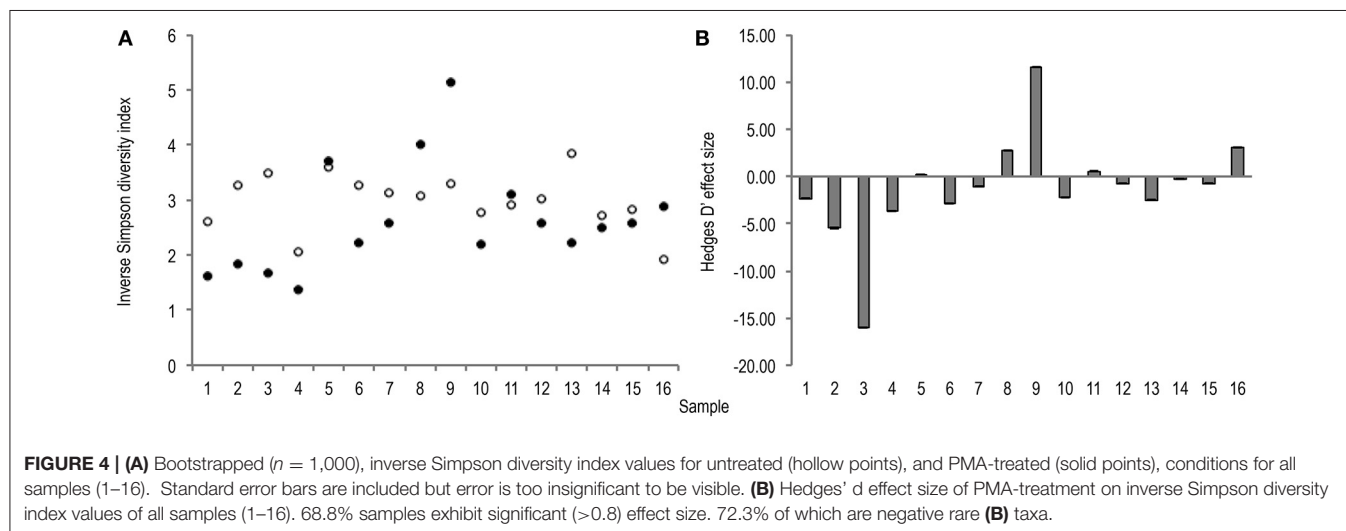 A
Inverse Simpson diversity index
6
5
4
3
2
1
0
1 2 3 4 5 6 7 8 9 10 11 12 13 14 15 16
Sample
B
Hedges D' effect size
15.00
10.00
5.00
0.00
-5.00
-10.00
-15.00
-20.00
1 2 3 4 5 6 7 8 9 10 11 12 13 14 15 16
FIGURE 4 | (A) Bootstrapped (n = 1,000), inverse Simpson diversity index values for untreated (hollow points), and PMA-treated (solid points), conditions for all
samples (1–16). Standard error bars are included but error is too insignificant to be visible. (B) Hedges' d effect size of PMA-treatment on inverse Simpson diversity
index values of all samples (1–16). 68.8% samples exhibit significant (>0.8) effect size. 72.3% of which are negative rare (B) taxa.